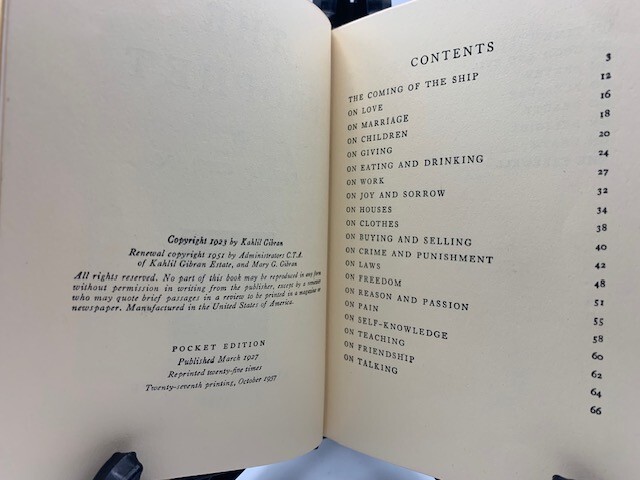 Copyright 1923 by Kahlil Gibran
Renewal copyright 1951 by Administrators C.T.A.
of Kahlil Gibran Estate, and Mary G. Gibran
All rights reserved. No part of this book may be reproduced in any form
without permission in writing from the publisher, except by a
who may quote brief passages in a review to be printed in a magazine or
newspaper. Manufactured in the United States of America.
POCKET EDITION
Published March 1927
Reprinted twenty-five times
Twenty-seventh printing, October 1957
CONTENTS
THE COMING OF THE SHIP 3
ON LOVE 12
ON MARRIAGE 16
ON CHILDREN 18
ON GIVING 20
ON EATING AND DRINKING 24
ON WORK 27
ON JOY AND SORROW 32
ON HOUSES 34
ON CLOTHES 38
ON BUYING AND SELLING 40
ON CRIME AND PUNISHMENT 42
ON LAWS 48
ON FREEDOM 51
ON REASON AND PASSION 55
ON PAIN 58
ON SELF-KNOWLEDGE 60
ON TEACHING 62
ON FRIENDSHIP 64
ON TALKING 66